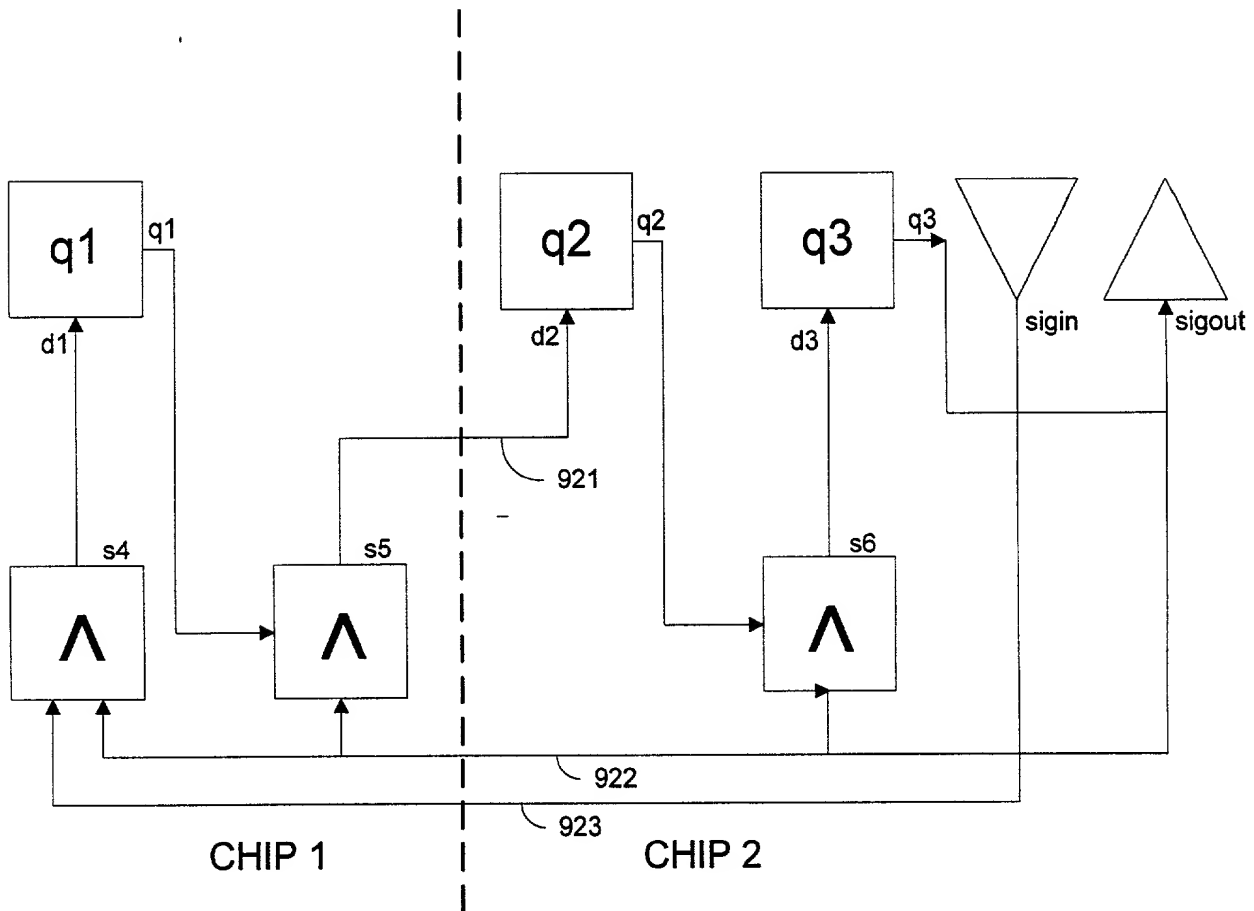 q1
q1
q2
q2
q3
q3
d1
d2
d3
sigin
sigout
921
s4
s5
s6
Λ
Λ
Λ
922
923
CHIP 1
CHIP 2